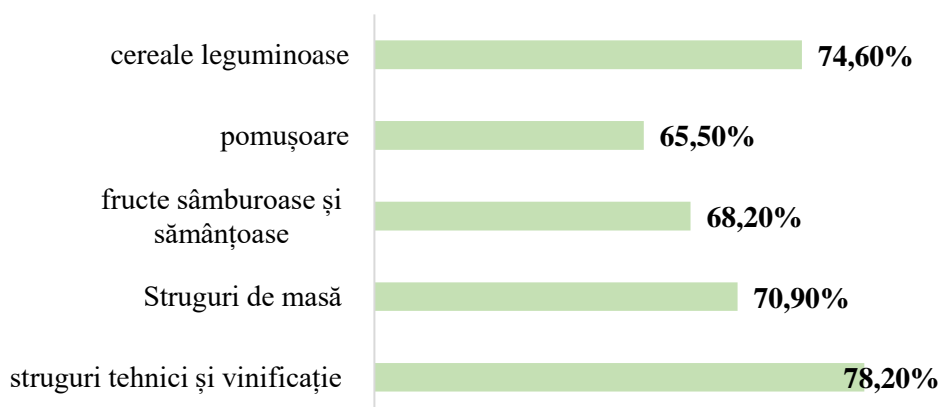 cereale leguminoase
74,60%
pomușoare
65,50%
fructe sâmburoase și
sămânțoase
68,20%
Struguri de masă
70,90%
struguri tehnici și vinificație
78,20%